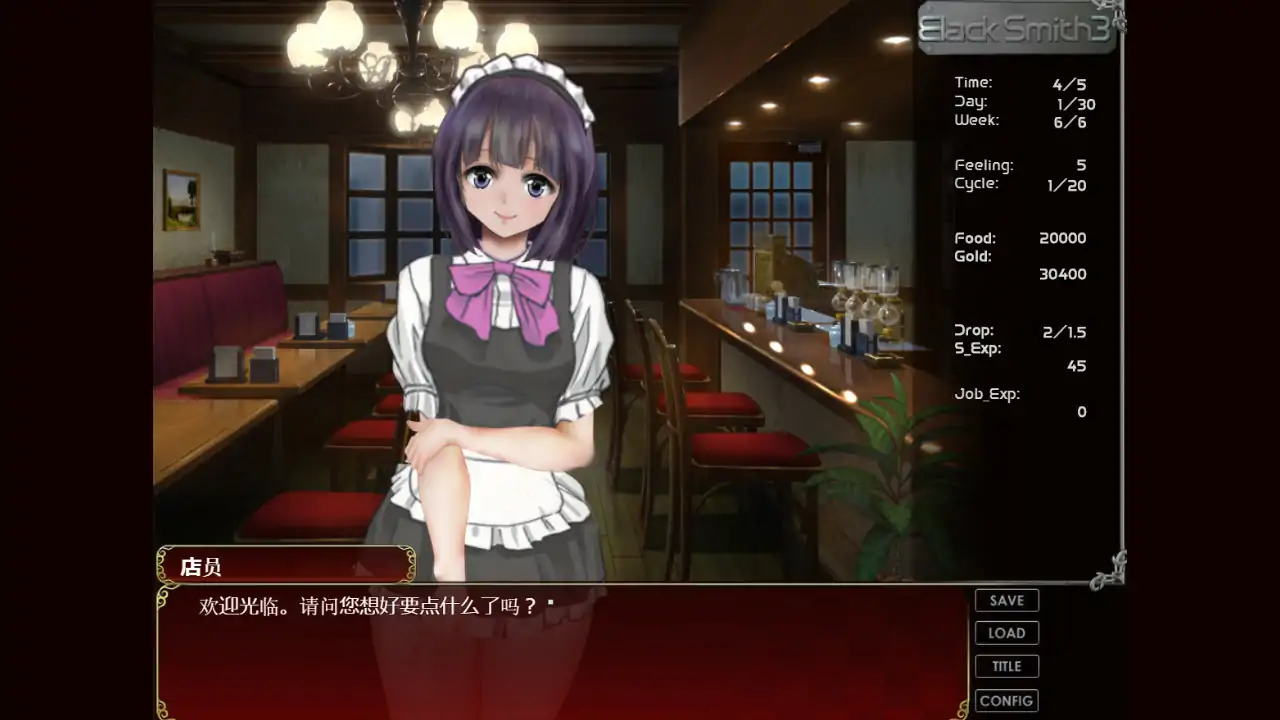 Black Smith3
Time: 4/5
Day: 1/30
Week: 6/6
Feeling: 5
Cycle: 1/20
Food: 20000
Gold:
30400
Drop: 2/1.5
S_Exp:
45
Job_Exp:
0
店员
欢迎光临。请问您想好要点什么了吗？
SAVE
LOAD
TITLE
CONFIG